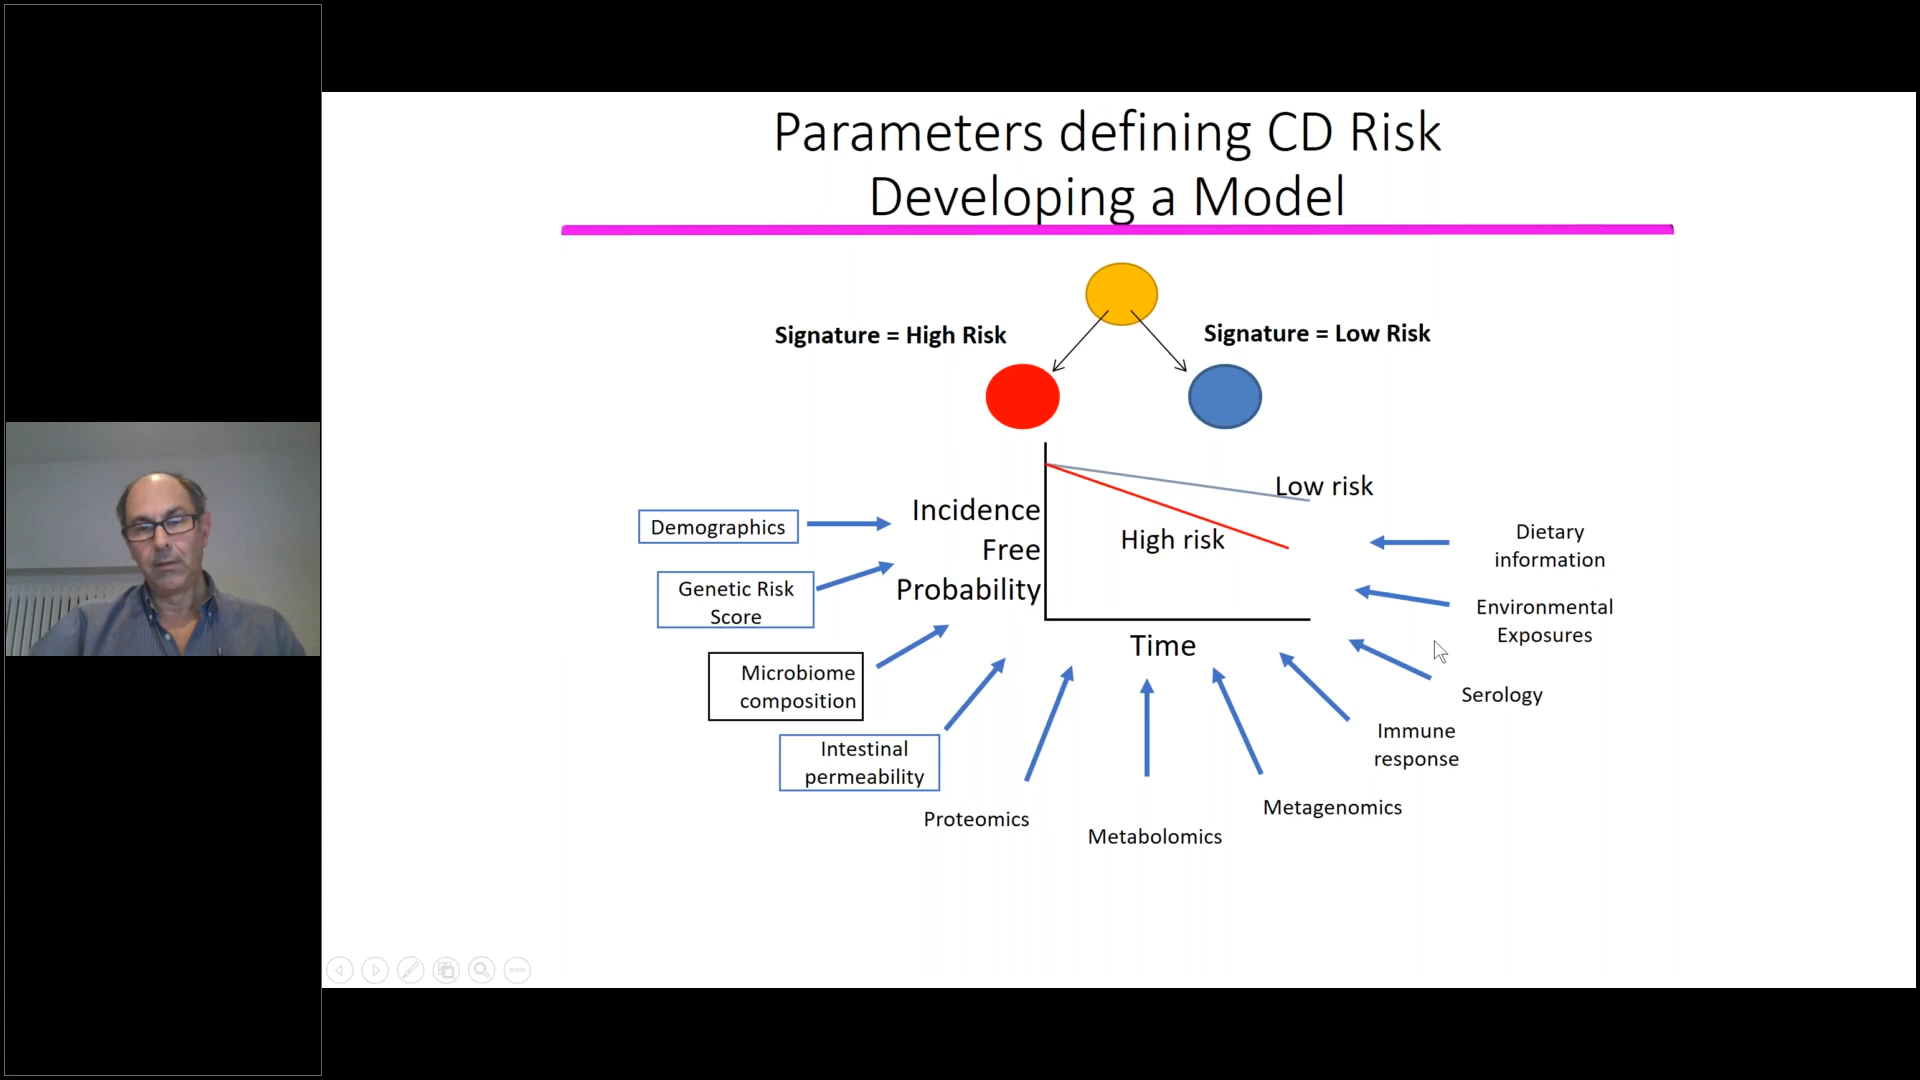 Parameters defining CD Risk
Developing a Model
Signature = High Risk
Signature = Low Risk
Low risk
High risk
Incidence
Free
Probability
Time
Demographics
Genetic Risk
Score
Microbiome
composition
Intestinal
permeability
Proteomics
Metabolomics
Metagenomics
Immune
response
Serology
Environmental
Exposures
Dietary
information